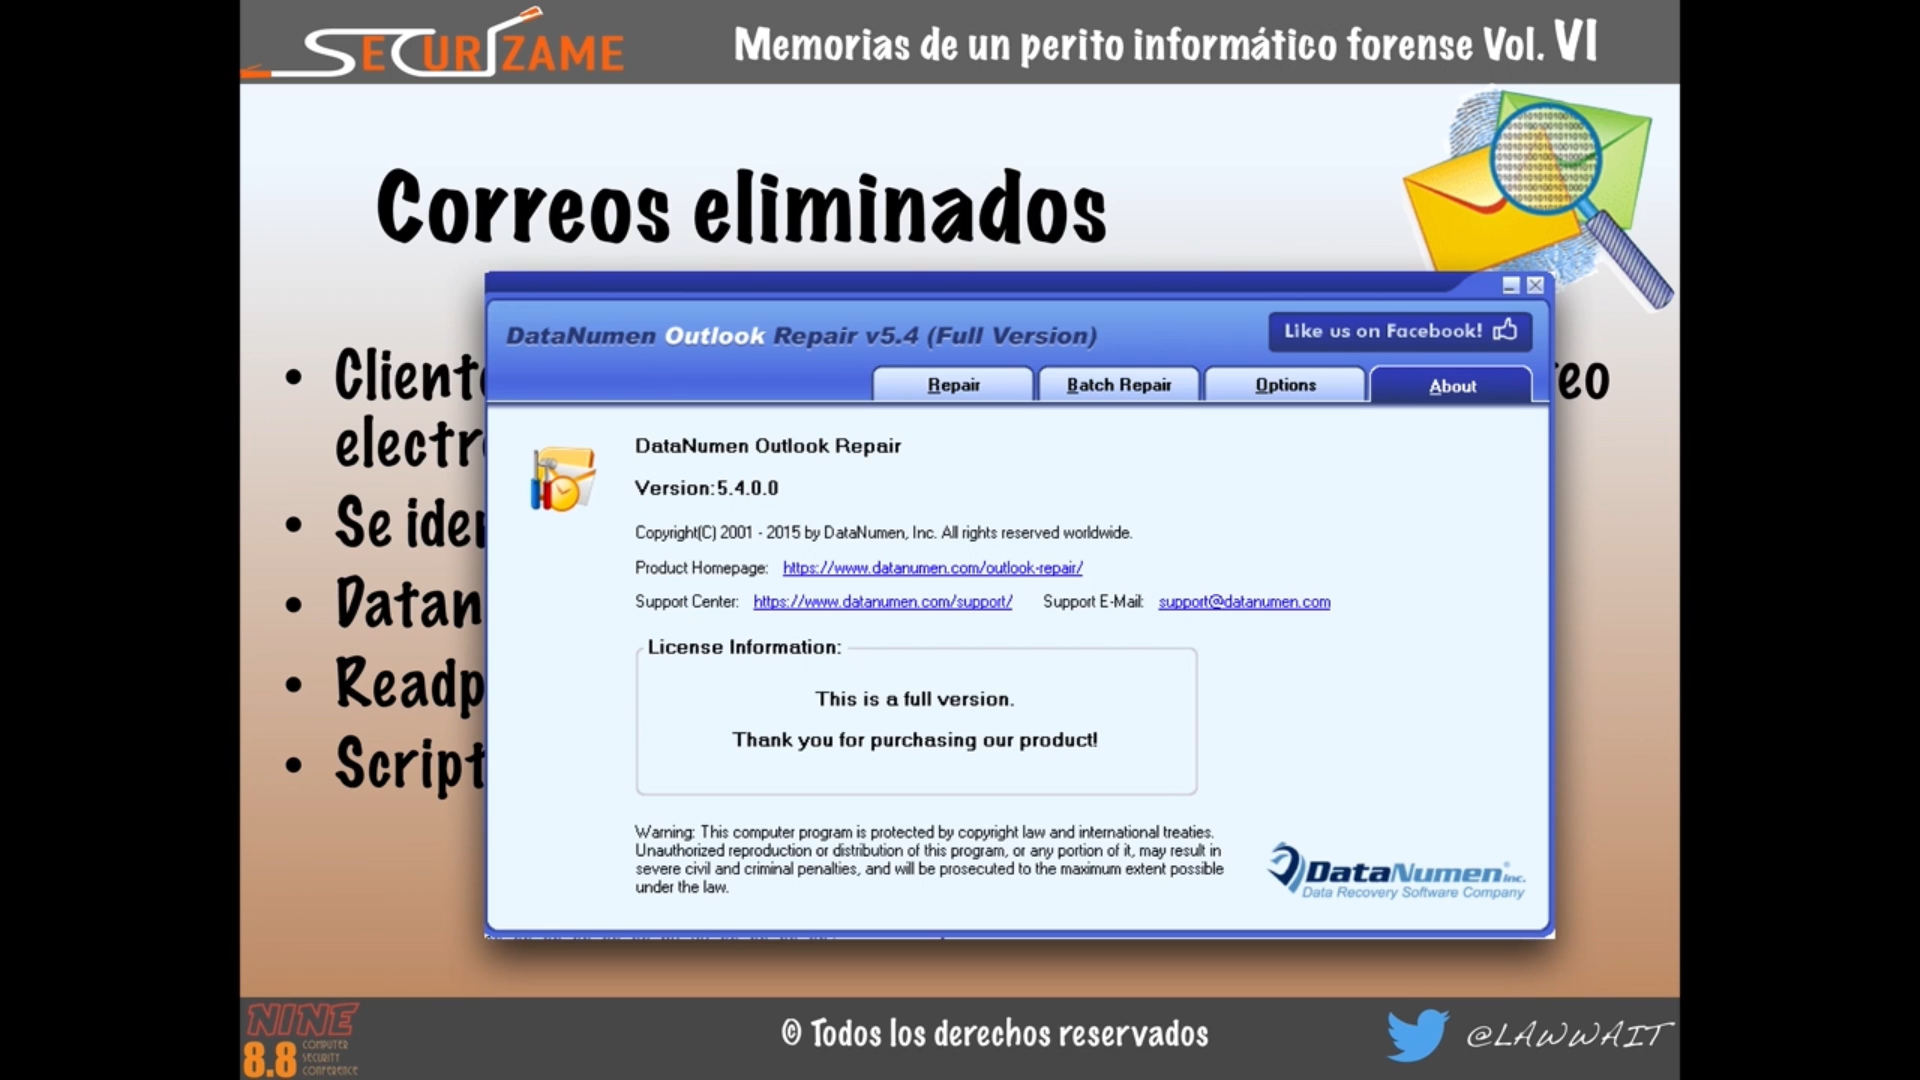 SECURIZAME
Memorias de un perito informático forense Vol. VI
Correos eliminados
DataNumen Outlook Repair v5.4 (Full Version)
Like us on Facebook!
Repair
Batch Repair
Options
About
DataNumen Outlook Repair
Version:5.4.0.0
Copyright(C) 2001 - 2015 by DataNumen, Inc. All rights reserved worldwide.
Product Homepage: https://www.datanumen.com/outlook-repair/
Support Center: https://www.datanumen.com/support/ Support E-Mail: support@datanumen.com
License Information:
This is a full version.
Thank you for purchasing our product!
Warning: This computer program is protected by copyright law and international treaties.
Unauthorized reproduction or distribution of this program, or any portion of it, may result in
severe civil and criminal penalties, and will be prosecuted to the maximum extent possible
under the law.
DataNumen Inc.
Data Recovery Software Company
• Client
electr
• Se iden
• Datan
• Readp
• Script
eo
NINE
8.8 COMPUTER
SECURITY
CONFERENCE
© Todos los derechos reservados
@LAWWAIT